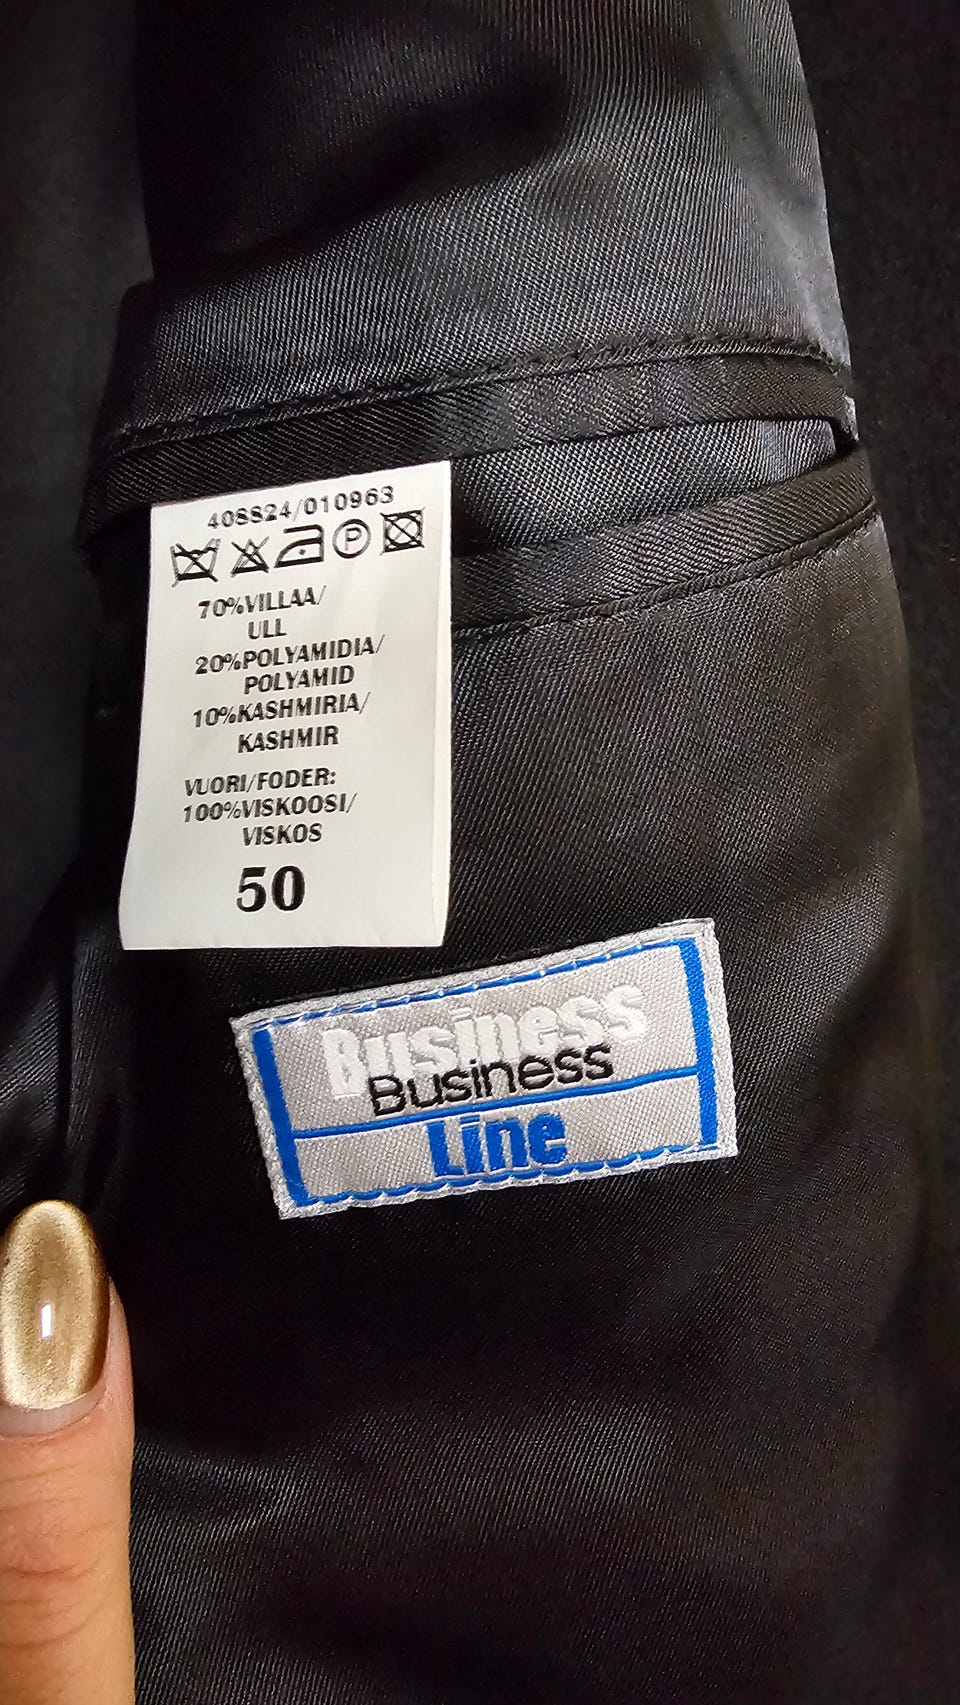 408824/010963
P
70%VILLAA/
ULL
20%POLYAMIDIA/
POLYAMID
10%KASHMIRIA/
KASHMIR
VUORI/FODER:
100%VISKOOSI/
VISKOS
50
Business
Business
Line